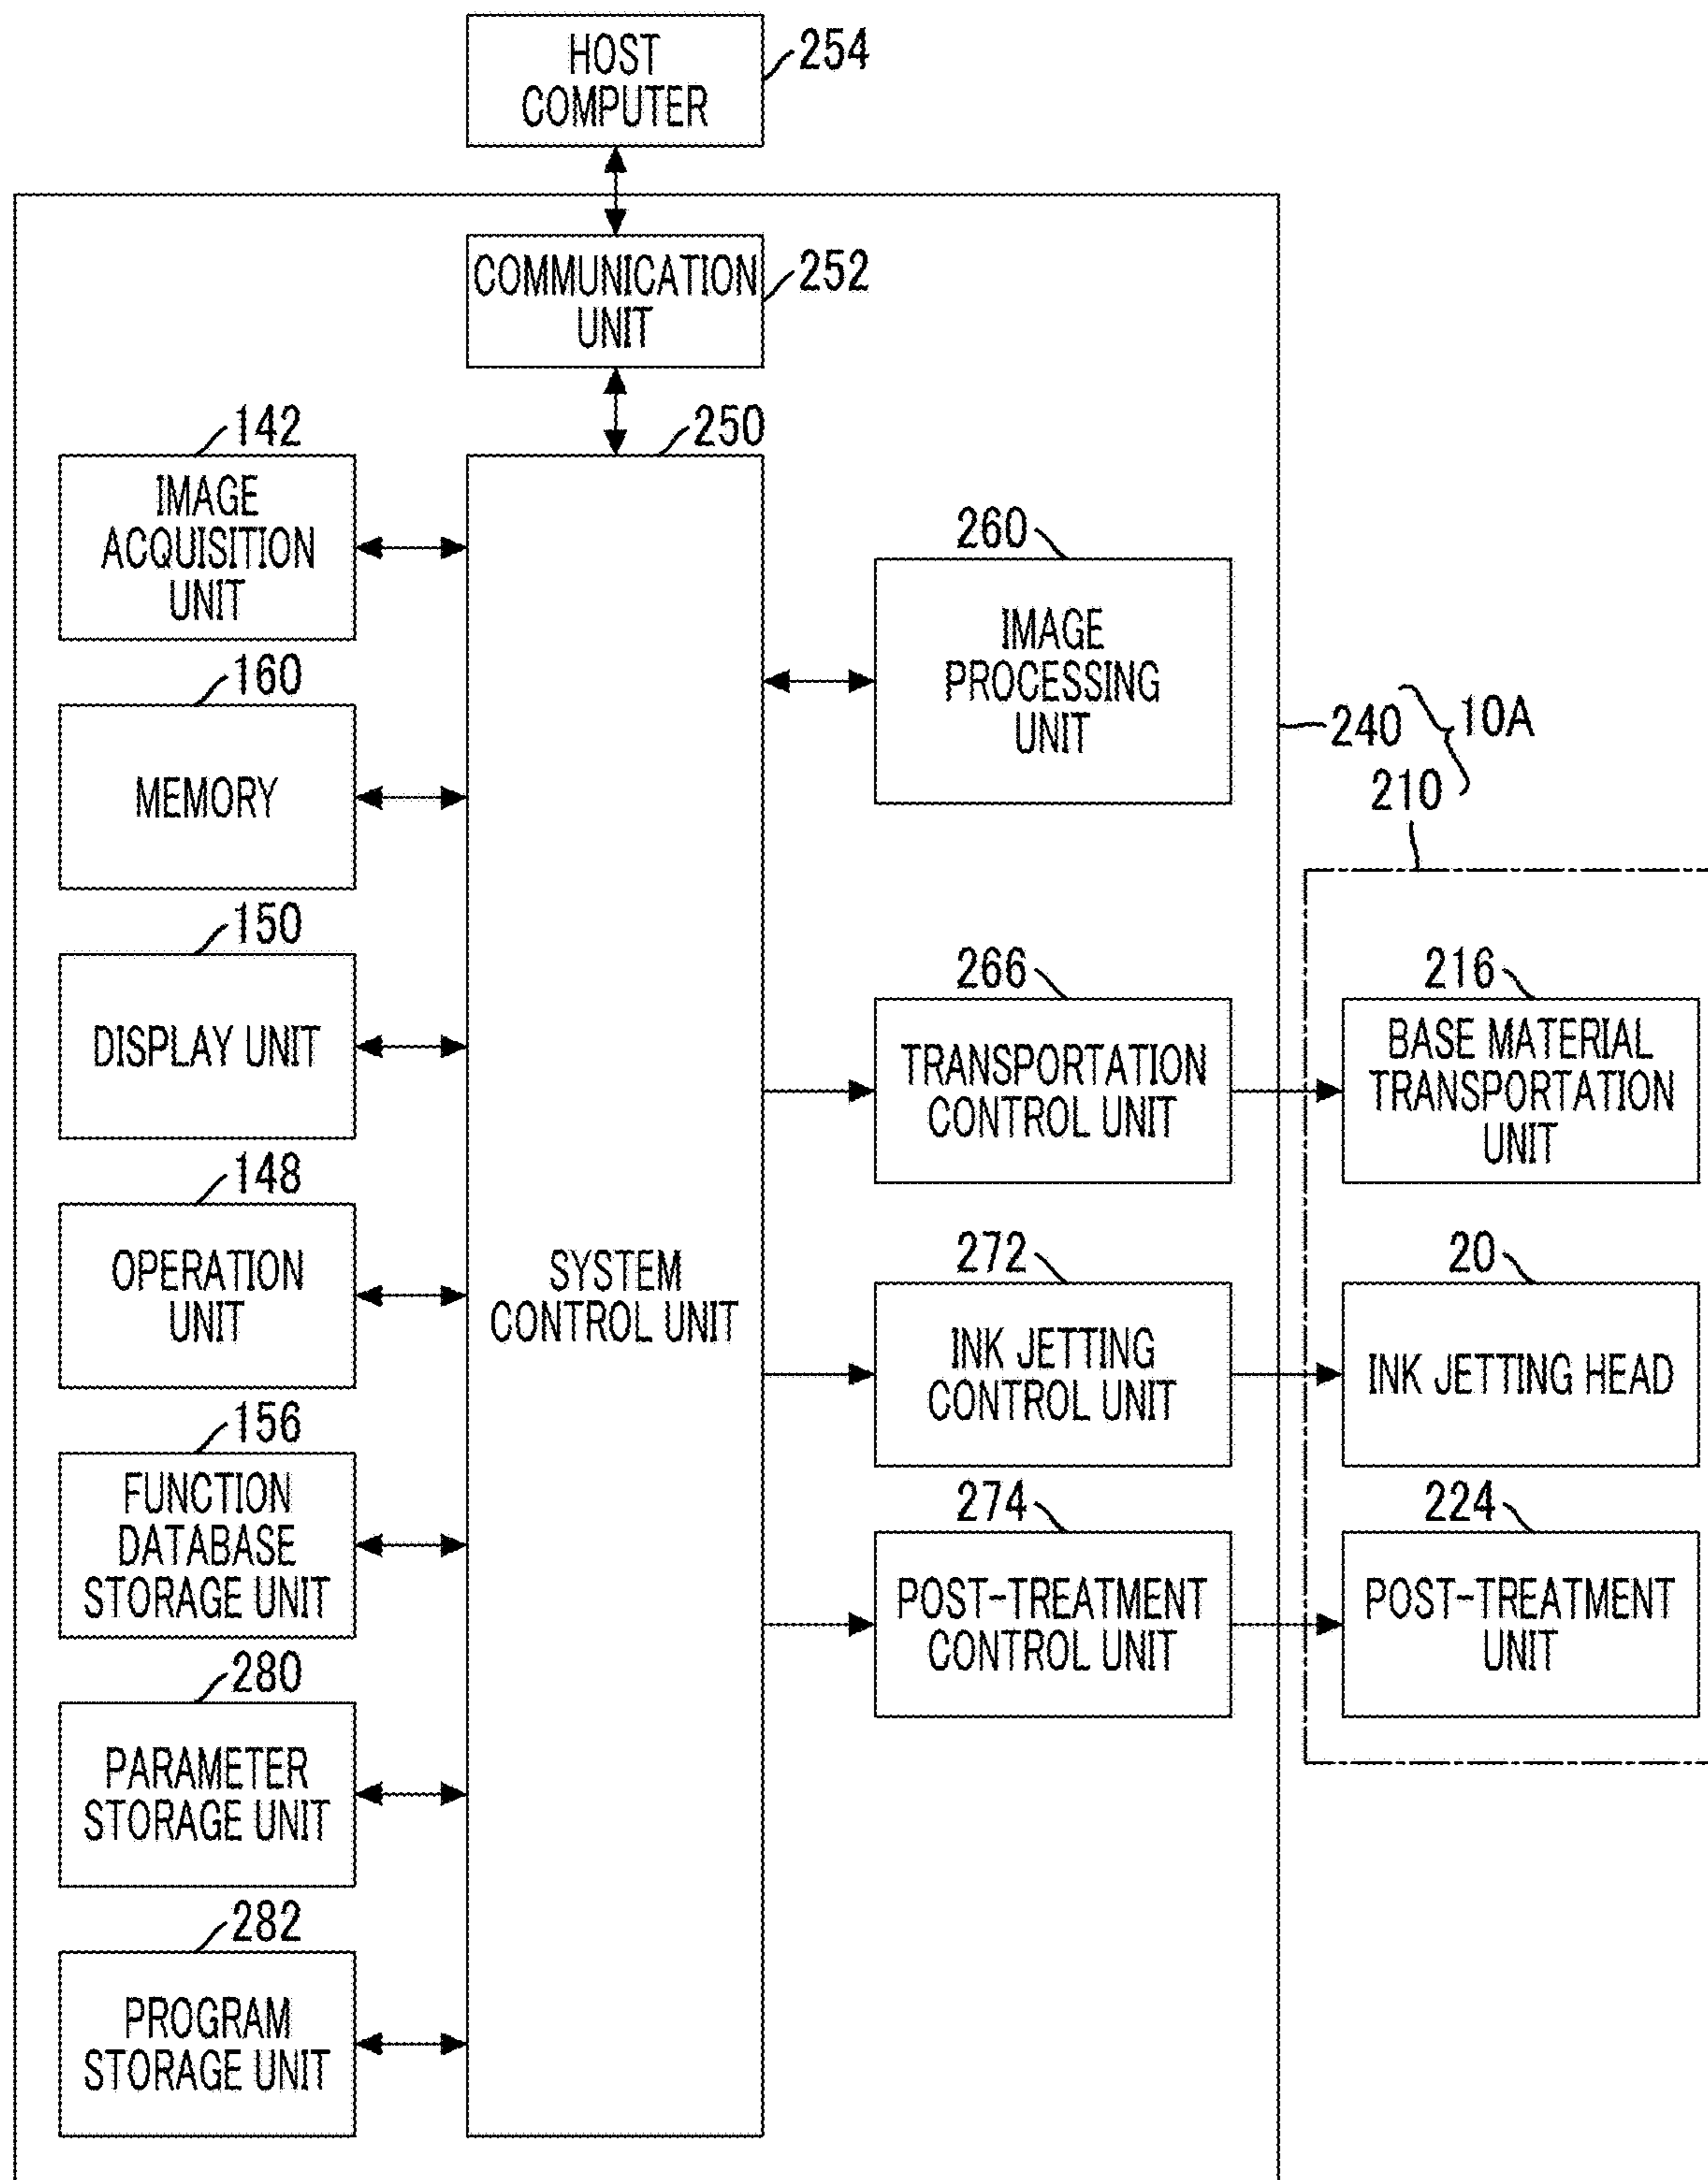 HOST
COMPUTER
254
COMMUNICATION
UNIT
252
250
SYSTEM
CONTROL UNIT
142
IMAGE
ACQUISITION
UNIT
160
MEMORY
150
DISPLAY UNIT
148
OPERATION
UNIT
156
FUNCTION
DATABASE
STORAGE UNIT
280
PARAMETER
STORAGE UNIT
282
PROGRAM
STORAGE UNIT
260
IMAGE
PROCESSING
UNIT
240
10A
210
266
TRANSPORTATION
CONTROL UNIT
216
BASE MATERIAL
TRANSPORTATION
UNIT
272
INK JETTING
CONTROL UNIT
20
INK JETTING HEAD
274
POST-TREATMENT
CONTROL UNIT
224
POST-TREATMENT
UNIT